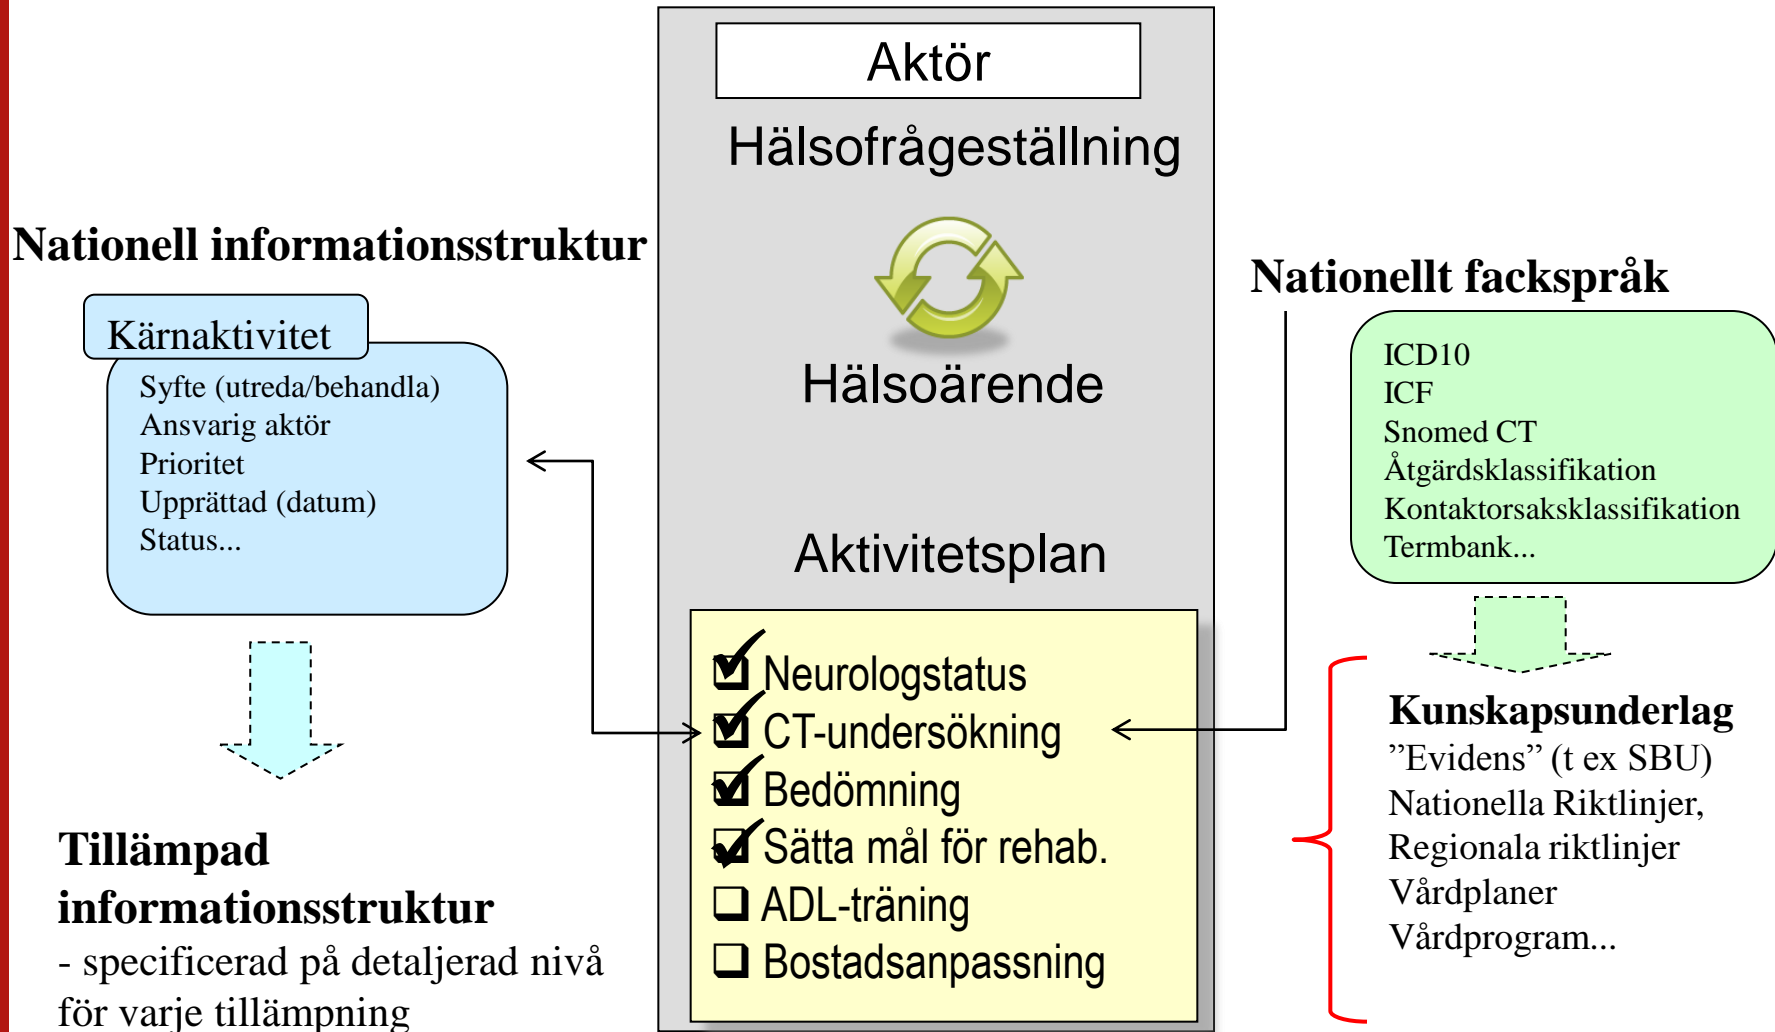 Aktör
Hälsofrågeställning
Hälsoärende
Aktivitetsplan
Neurologstatus
CT-undersökning
Bedömning
Sätta mål för rehab.
ADL-träning
Bostadsanpassning
Nationell informationsstruktur
Kärnaktivitet
Syfte (utreda/behandla)
Ansvarig aktör
Prioritet
Upprättad (datum)
Status...
Tillämpad
informationsstruktur
- specificerad på detaljerad nivå
för varje tillämpning
Nationellt fackspråk
ICD10
ICF
Snomed CT
Åtgärdsklassifikation
Kontaktorsaksklassifikation
Termbank...
Kunskapsunderlag
”Evidens” (t ex SBU)
Nationella Riktlinjer,
Regionala riktlinjer
Vårdplaner
Vårdprogram...